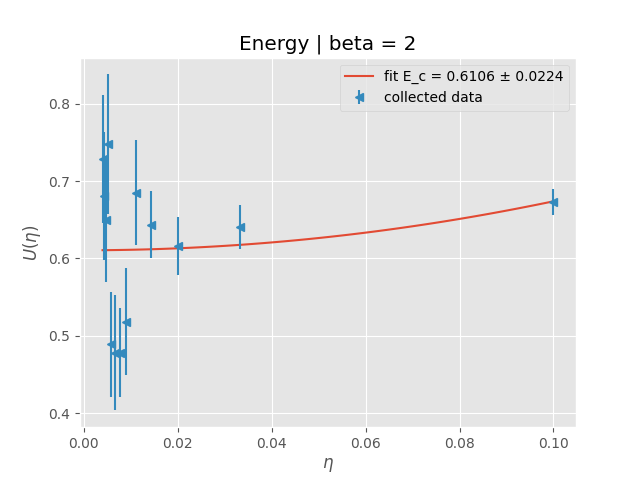 Energy | beta = 2
fit E_c = 0.6106 ± 0.0224
collected data
0.8
0.7
0.6
0.5
0.4
U(η)
0.00 0.02 0.04 0.06 0.08 0.10
η